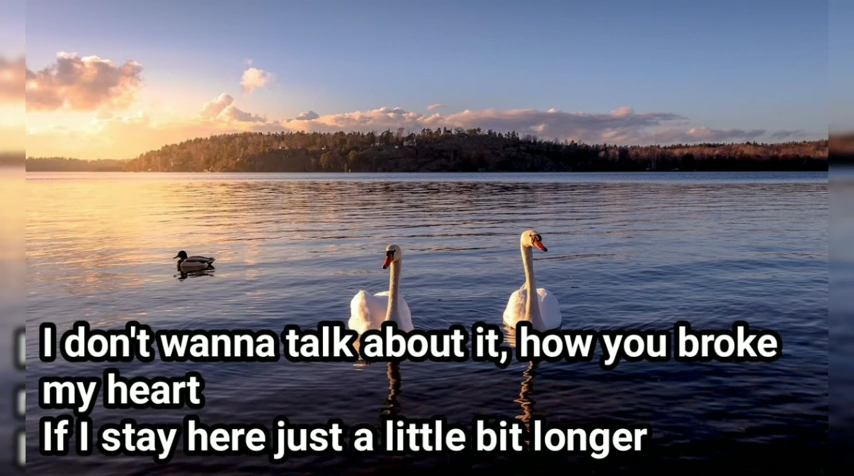 I don't wanna talk about it, how you broke
my heart
If I stay here just a little bit longer